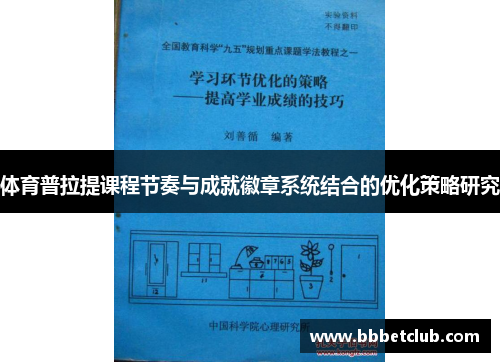 实验资料
不得翻印
全国教育科学“九五”规划重点课题学法教程之一
学习环节优化的策略
——提高学业成绩的技巧
刘善循 编著
体育普拉提课程节奏与成就徽章系统结合的优化策略研究
中国科学院心理研究所
www.bbbetclub.com